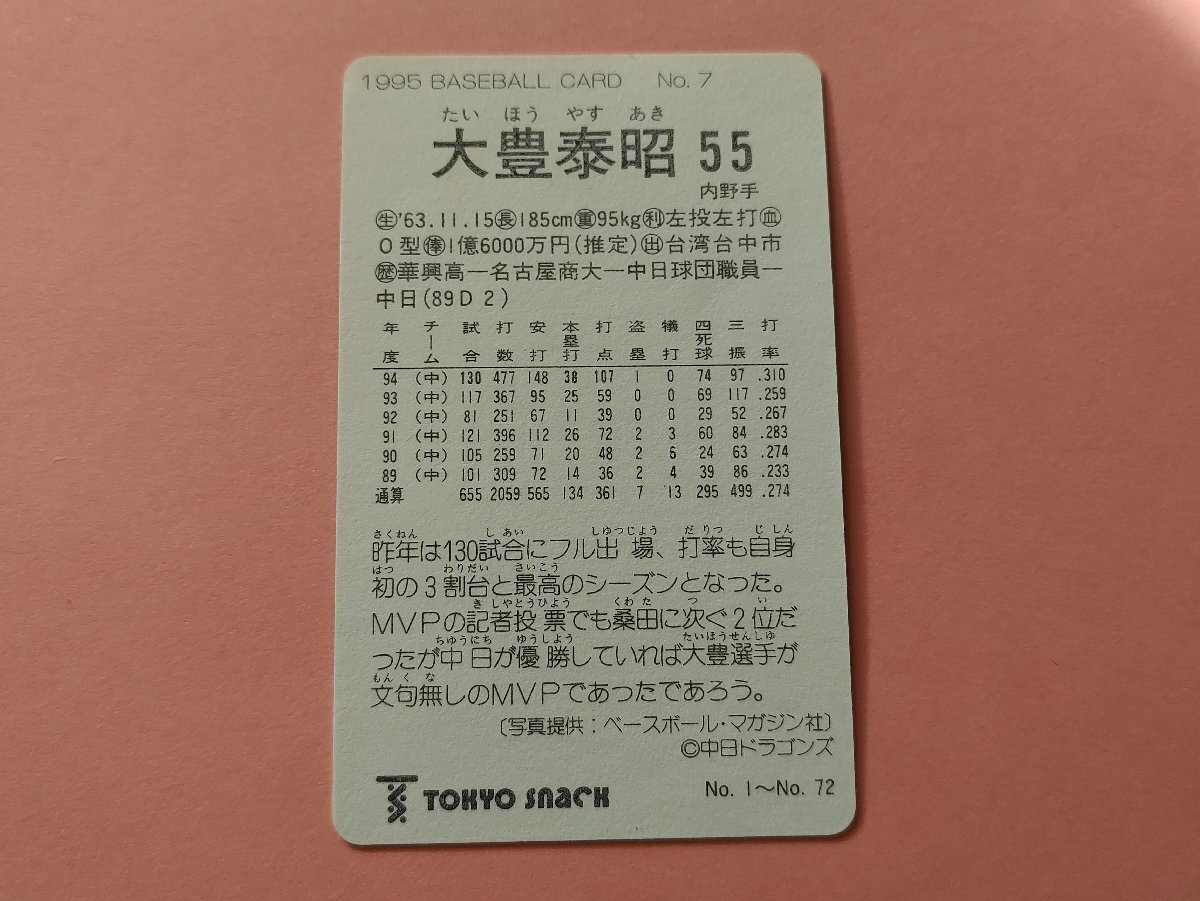 1995 BASEBALL CARD No. 7
たい ほう やす あき
大豊泰昭 55
内野手
㊤'63.11.15㊤185cm㊤95kg㊤左投左打㊤
O型㊤1億6000万円(推定)㊤台湾台中市
㊤華興高―名古屋商大―中日球団職員―
中日(89D2)
年度 チーム 試合 打数 安打 本塁打 打点 盗塁 犠打 四死球 三振 打率
94 (中) 130 477 148 38 107 1 0 74 97 .310
93 (中) 117 367 95 25 59 0 0 69 117 .259
92 (中) 81 251 67 11 39 0 0 29 52 .267
91 (中) 121 396 112 26 72 2 3 60 84 .283
90 (中) 105 259 71 20 48 2 6 24 63 .274
89 (中) 101 309 72 14 36 2 4 39 86 .233
通算 655 2059 565 134 361 7 13 295 499 .274
さくねん しあい しゆつじよう だりつ じしん
昨年は130試合にフル出場、打率も自身
はつ わりだい さいこう
初の3割台と最高のシーズンとなった。
きしやとうひよう くわた つ い
MVPの記者投票でも桑田に次ぐ2位だ
ちゆうにち ゆうしよう たいほうせんしゆ
ったが中日が優勝していれば大豊選手が
もんくな
文句無しのMVPであったであろう。
〔写真提供：ベースボール・マガジン社〕
©中日ドラゴンズ
TS TOKYO SNACK No. 1〜No. 72